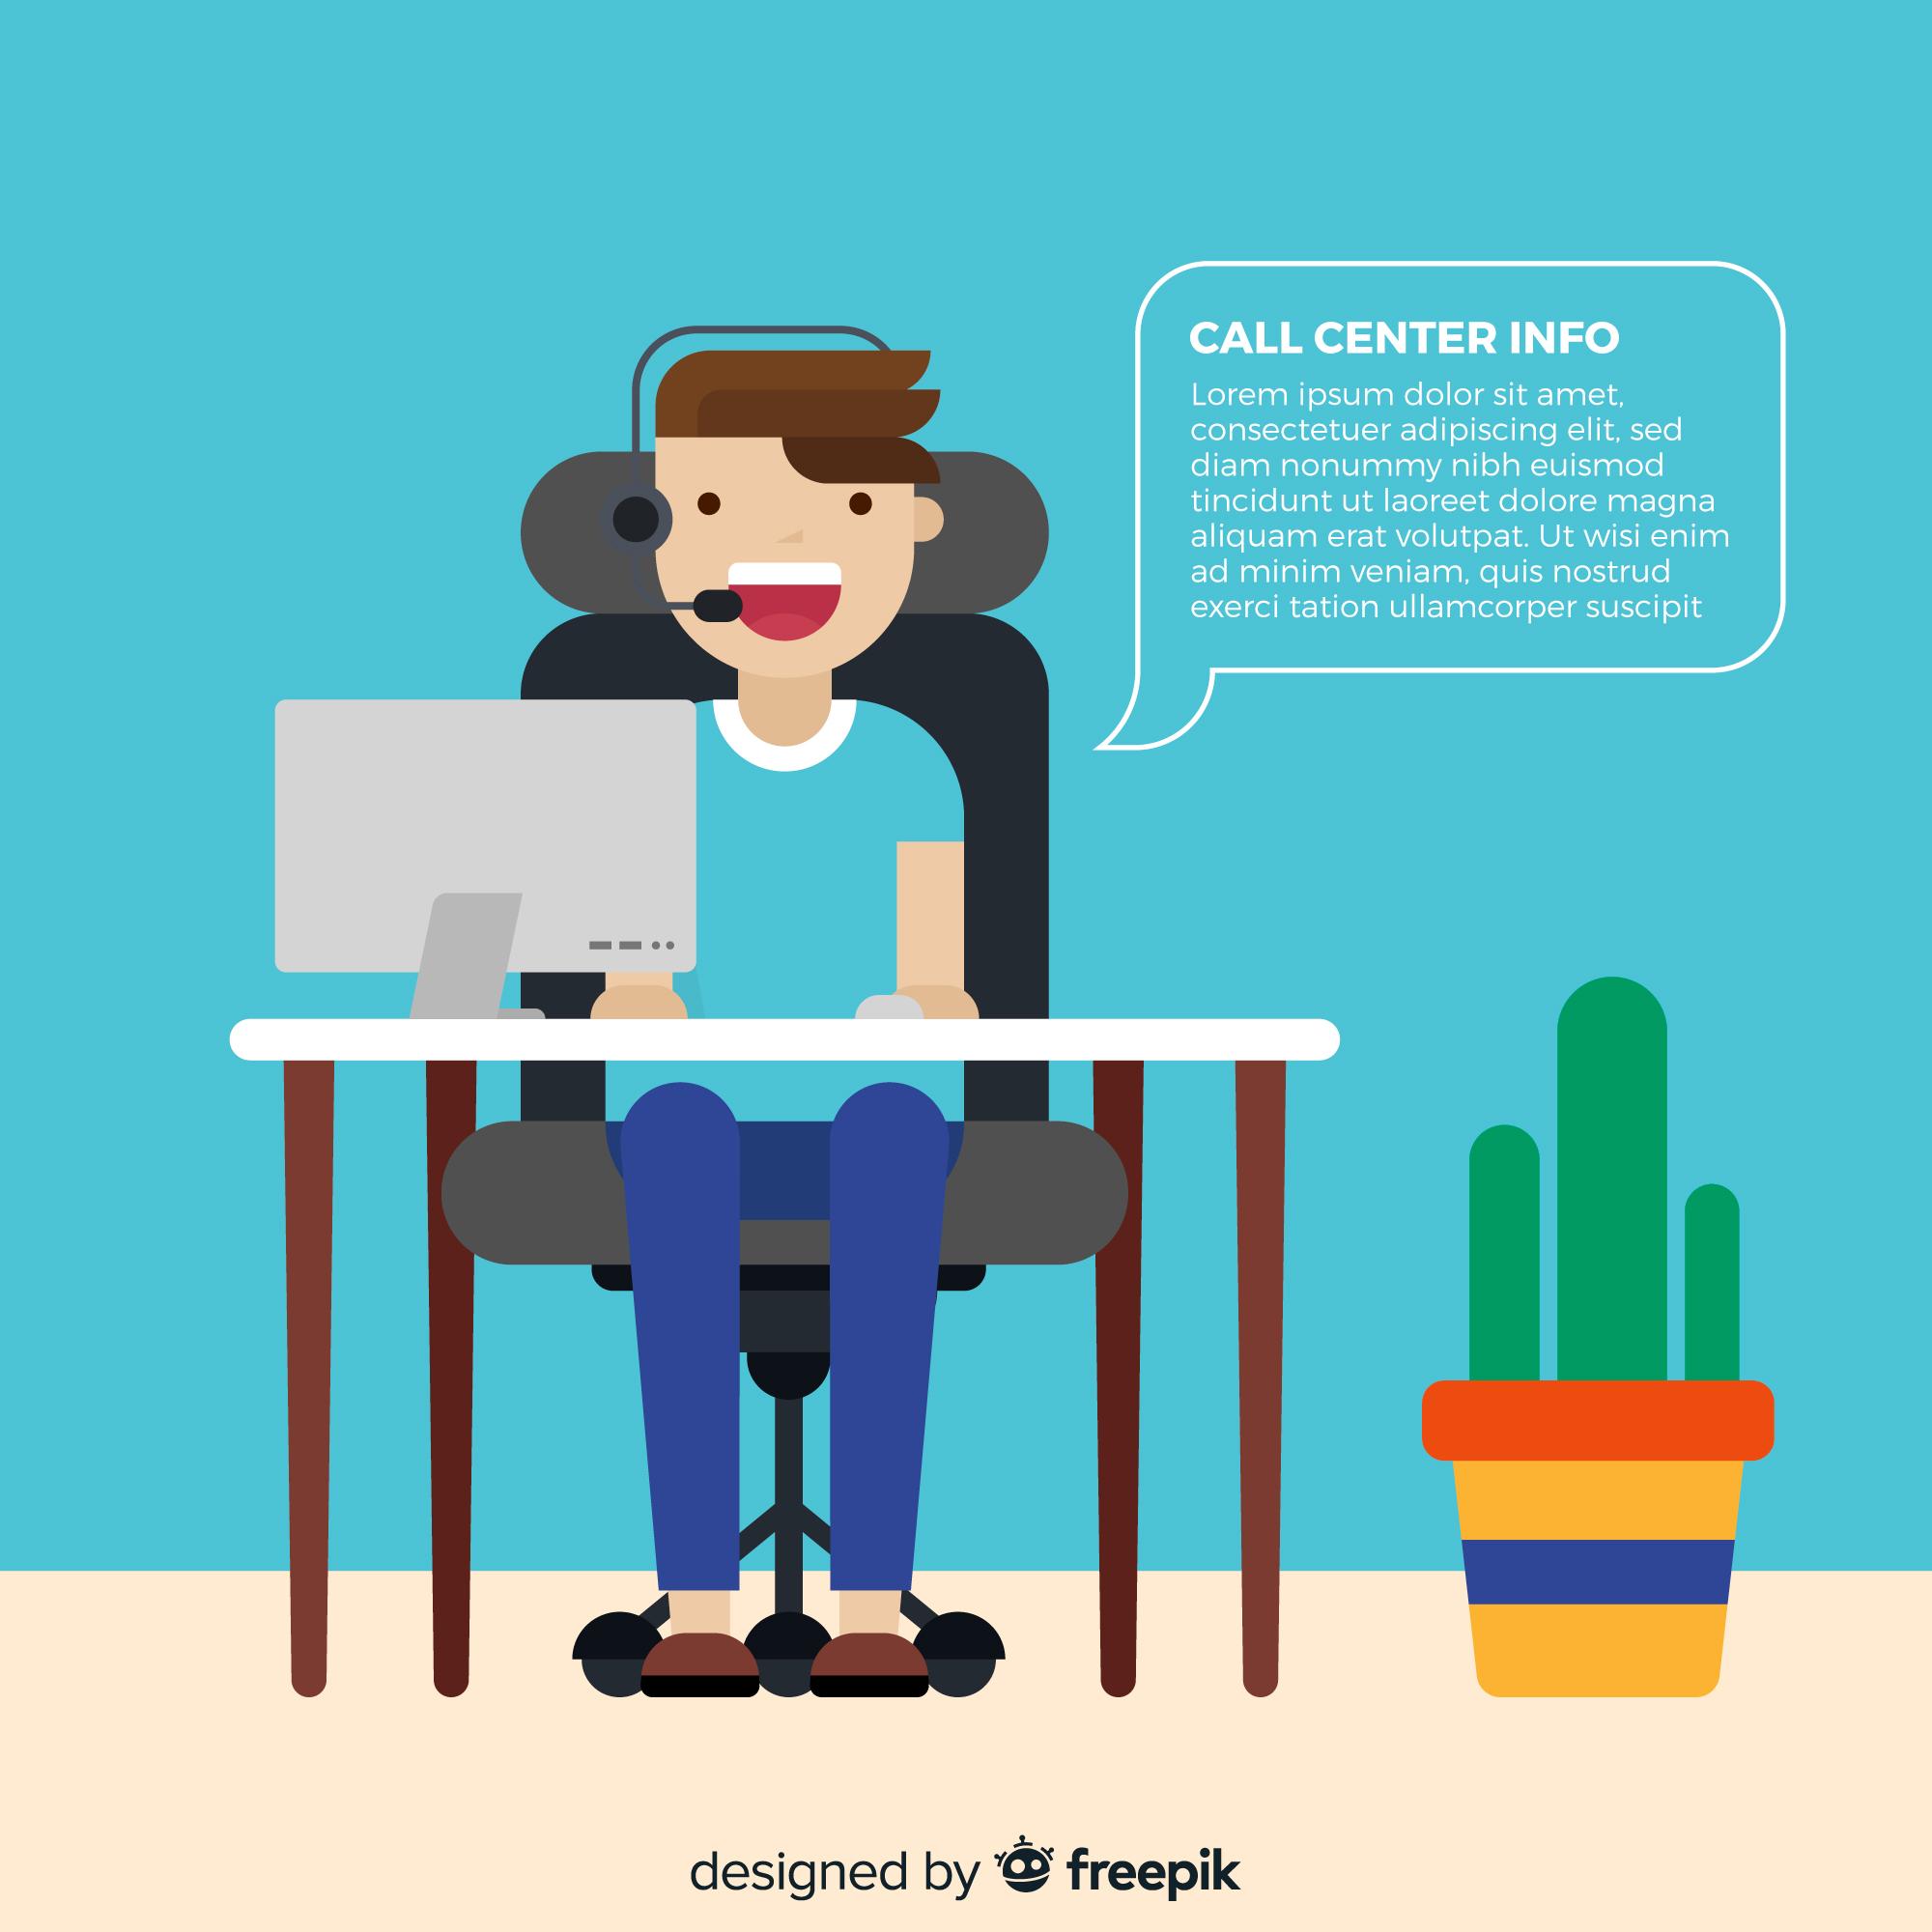 CALL CENTER INFO
Lorem ipsum dolor sit amet,
consectetuer adipiscing elit, sed
diam nonummy nibh euismod
tincidunt ut laoreet dolore magna
aliquam erat volutpat. Ut wisi enim
ad minim veniam, quis nostrud
exerci tation ullamcorper suscipit
designed by freepik